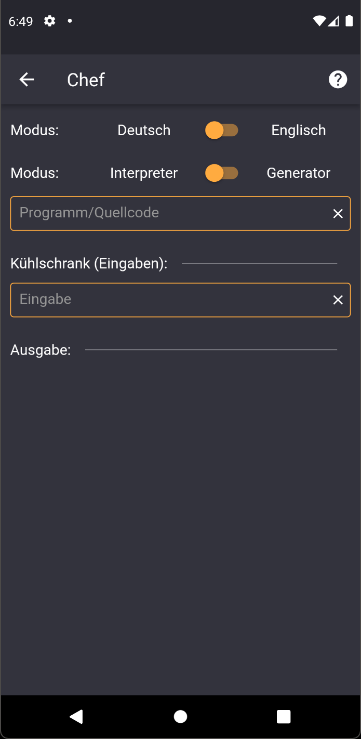 6:49
Chef
Modus: Deutsch Englisch
Modus: Interpreter Generator
Programm/Quellcode
Kühlschrank (Eingaben):
Eingabe
Ausgabe: